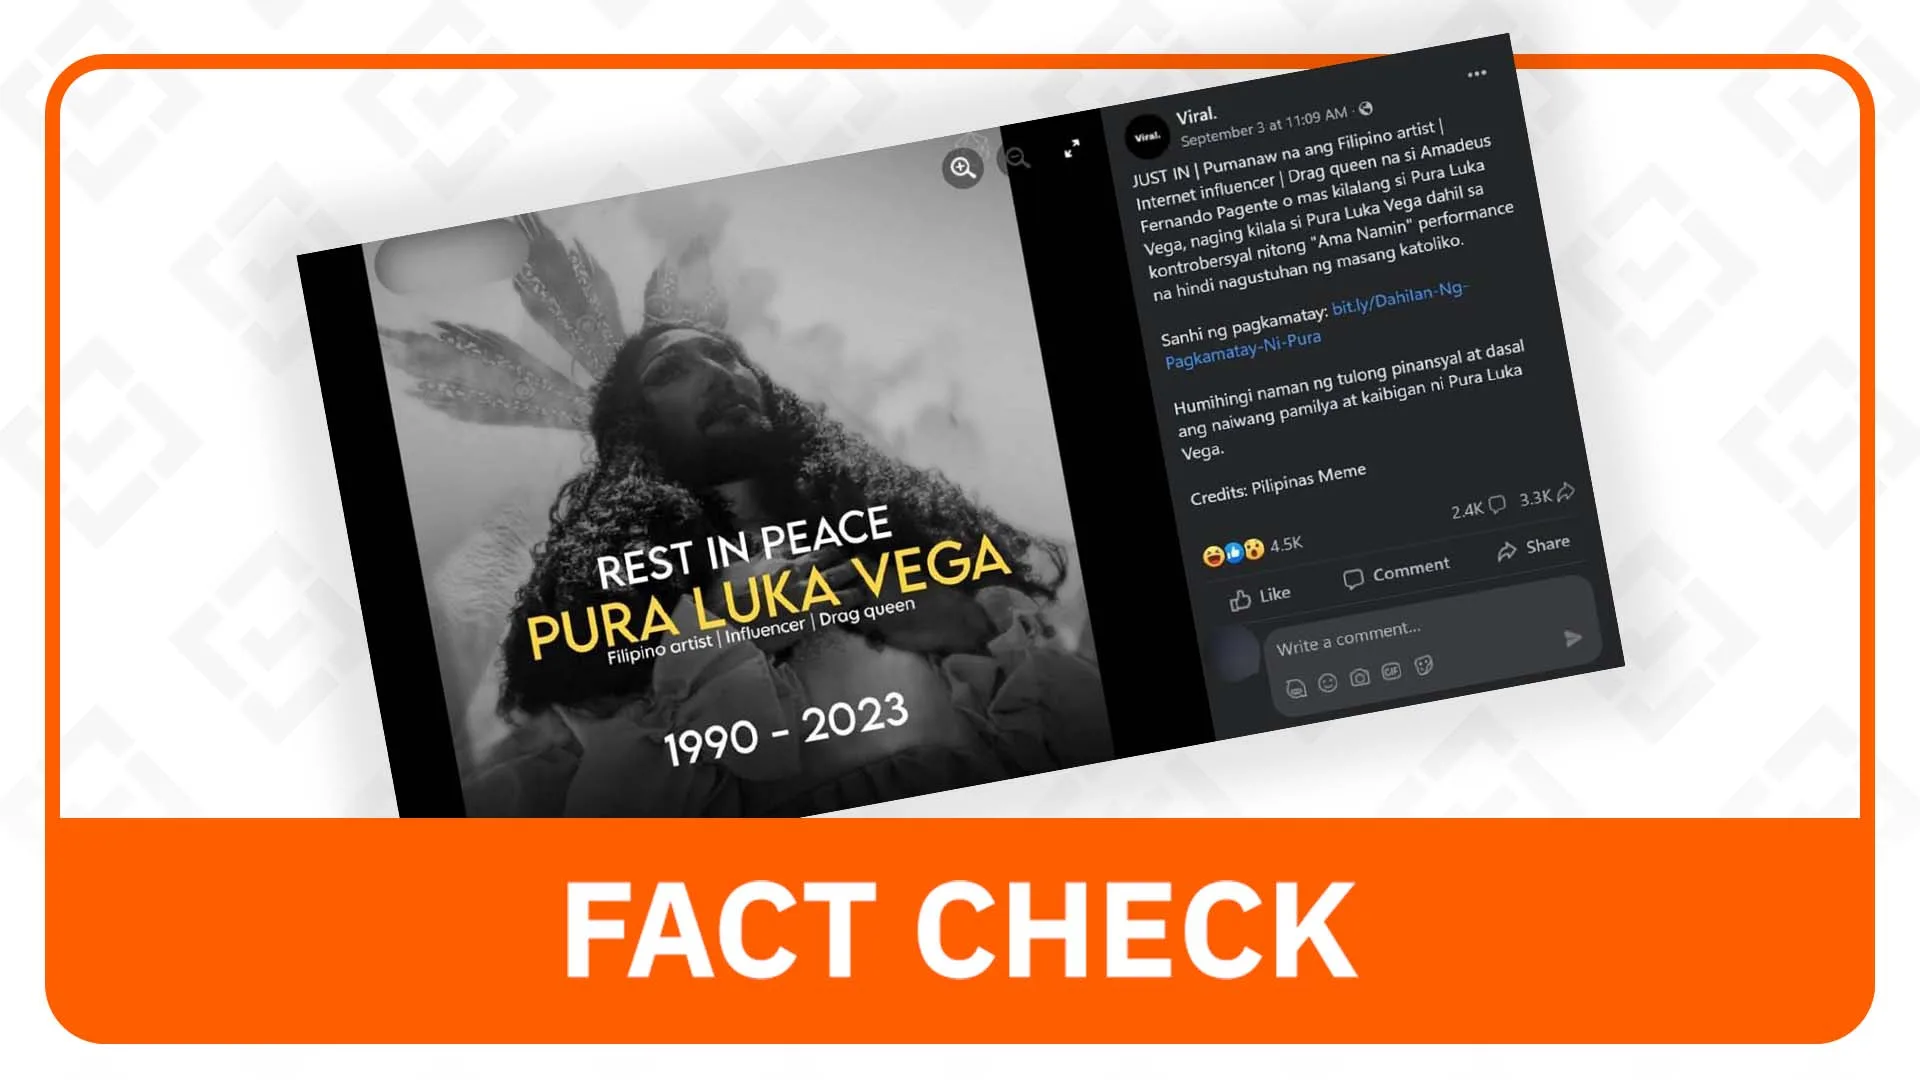 REST IN PEACE
PURA LUKA VEGA
Filipino artist | Influencer | Drag queen
1990 - 2023
Viral.
Viral.
September 3 at 11:09 AM ·
JUST IN | Pumanaw na ang Filipino artist |
Internet influencer | Drag queen na si Amadeus
Fernando Pagente o mas kilalang si Pura Luka
Vega, naging kilala si Pura Luka Vega dahil sa
kontrobersyal nitong "Ama Namin" performance
na hindi nagustuhan ng masang katoliko.
Sanhi ng pagkamatay: bit.ly/Dahilan-Ng-
Pagkamatay-Ni-Pura
Humihingi naman ng tulong pinansyal at dasal
ang naiwang pamilya at kaibigan ni Pura Luka
Vega.
Credits: Pilipinas Meme
4.5K
2.4K
3.3K
Like
Comment
Share
Write a comment...
GIF
FACT CHECK